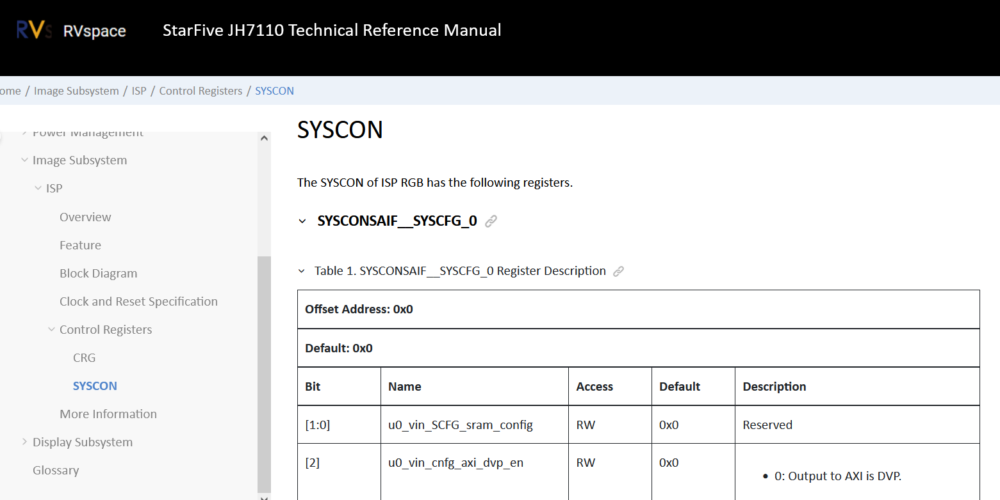 RVs RVspace StarFive JH7110 Technical Reference Manual
ome / Image Subsystem / ISP / Control Registers / SYSCON
Power Management
Image Subsystem
ISP
Overview
Feature
Block Diagram
Clock and Reset Specification
Control Registers
CRG
SYSCON
More Information
Display Subsystem
Glossary
SYSCON
The SYSCON of ISP RGB has the following registers.
SYSCONSAIF__SYSCFG_0
Table 1. SYSCONSAIF__SYSCFG_0 Register Description
Offset Address: 0x0
Default: 0x0
Bit Name Access Default Description
[1:0] u0_vin_SCFG_sram_config RW 0x0 Reserved
[2] u0_vin_cnfg_axi_dvp_en RW 0x0
• 0: Output to AXI is DVP.